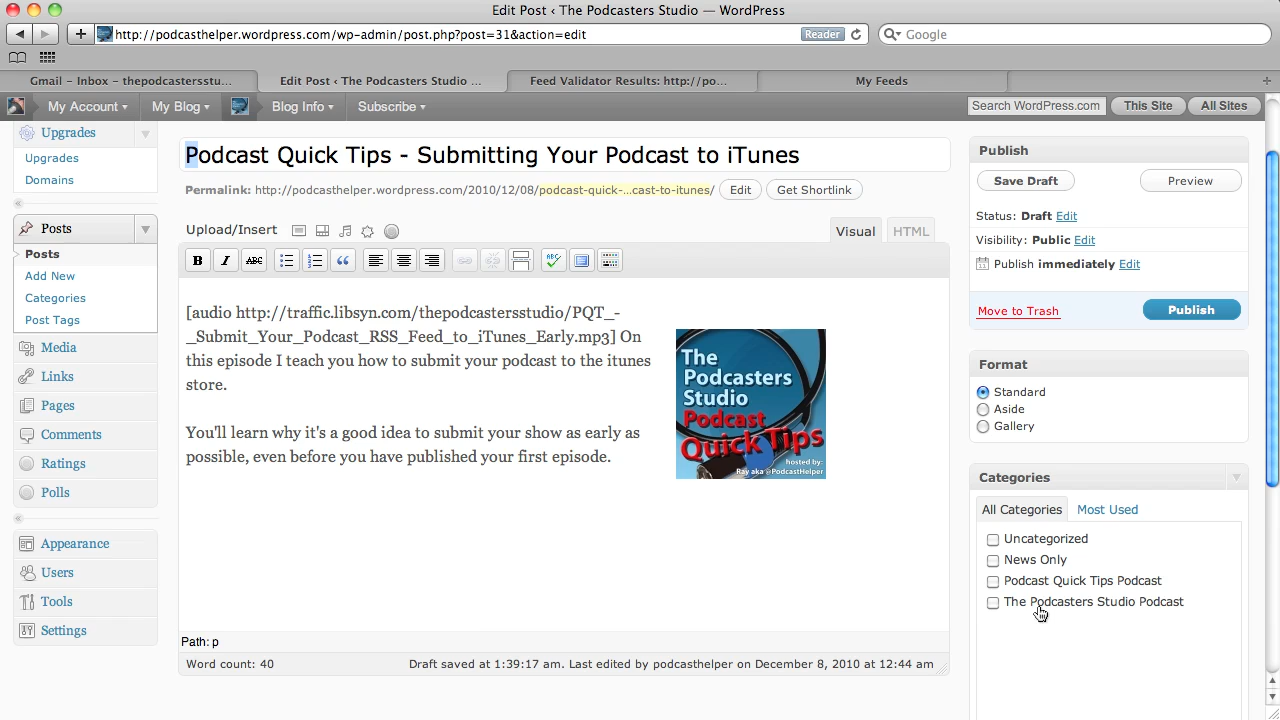 Edit Post ‹ The Podcasters Studio — WordPress
http://podcasthelper.wordpress.com/wp-admin/post.php?post=31&action=edit
Reader
Google
Gmail – Inbox – thepodcastersstu...
Edit Post ‹ The Podcasters Studio ...
Feed Validator Results: http://po...
My Feeds
My Account
My Blog
Blog Info
Subscribe
Search WordPress.com
This Site
All Sites
Upgrades
Upgrades
Domains
Posts
Posts
Add New
Categories
Post Tags
Media
Links
Pages
Comments
Ratings
Polls
Appearance
Users
Tools
Settings
Podcast Quick Tips - Submitting Your Podcast to iTunes
Permalink: http://podcasthelper.wordpress.com/2010/12/08/podcast-quick-...cast-to-itunes/ Edit Get Shortlink
Upload/Insert
Visual
HTML
B I ABC
ABC
[audio http://traffic.libsyn.com/thepodcastersstudio/PQT_-
_Submit_Your_Podcast_RSS_Feed_to_iTunes_Early.mp3] On
this episode I teach you how to submit your podcast to the itunes
store.
You'll learn why it's a good idea to submit your show as early as
possible, even before you have published your first episode.
The
Podcasters
Studio
Podcast
Quick Tips
hosted by:
Ray aka @PodcastHelper
Path: p
Word count: 40
Draft saved at 1:39:17 am. Last edited by podcasthelper on December 8, 2010 at 12:44 am
Publish
Save Draft
Preview
Status: Draft Edit
Visibility: Public Edit
Publish immediately Edit
Move to Trash
Publish
Format
Standard
Aside
Gallery
Categories
All Categories
Most Used
Uncategorized
News Only
Podcast Quick Tips Podcast
The Podcasters Studio Podcast